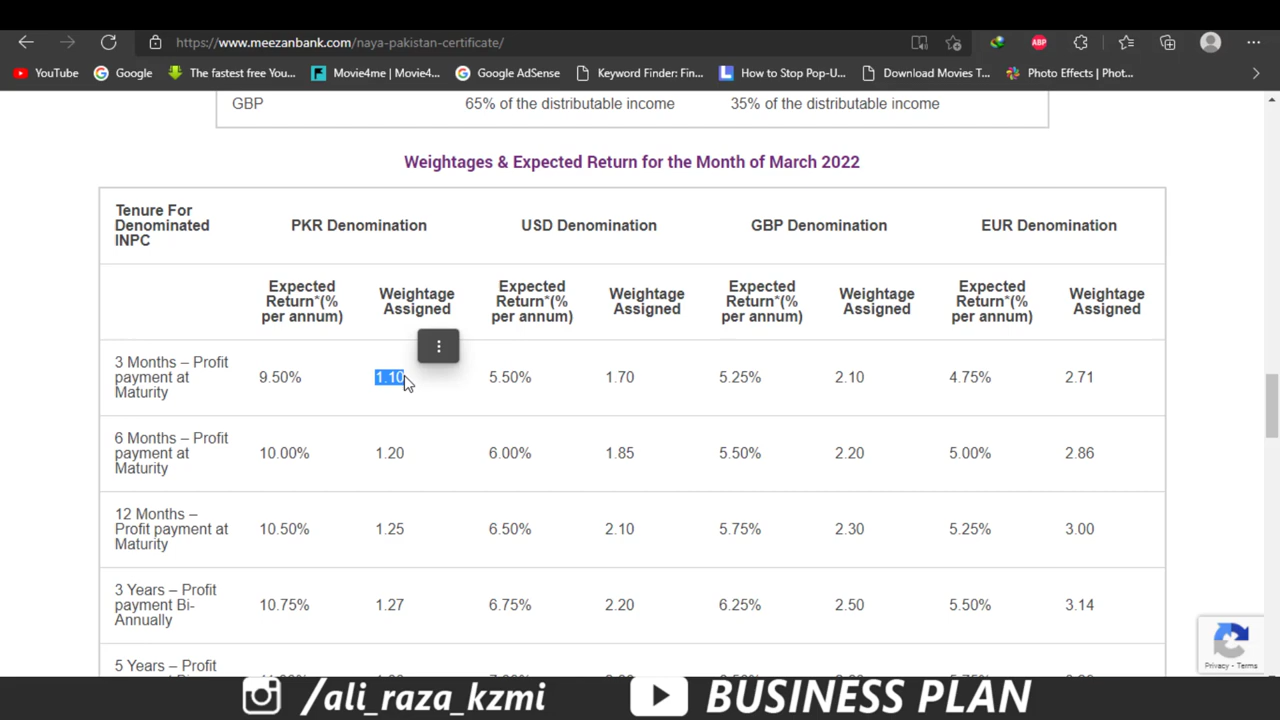 https://www.meezanbank.com/naya-pakistan-certificate/
ABP
YouTube
Google
The fastest free You...
Movie4me | Movie4...
Google AdSense
Keyword Finder: Fin...
How to Stop Pop-U...
Download Movies T...
Photo Effects | Phot...
GBP 65% of the distributable income 35% of the distributable income
Weightages & Expected Return for the Month of March 2022
Tenure For
Denominated
INPC
PKR Denomination USD Denomination GBP Denomination EUR Denomination
Expected
Return*(%
per annum)
Weightage
Assigned
Expected
Return*(%
per annum)
Weightage
Assigned
Expected
Return*(%
per annum)
Weightage
Assigned
Expected
Return*(%
per annum)
Weightage
Assigned
3 Months – Profit
payment at
Maturity
9.50% 1.10 5.50% 1.70 5.25% 2.10 4.75% 2.71
6 Months – Profit
payment at
Maturity
10.00% 1.20 6.00% 1.85 5.50% 2.20 5.00% 2.86
12 Months –
Profit payment at
Maturity
10.50% 1.25 6.50% 2.10 5.75% 2.30 5.25% 3.00
3 Years – Profit
payment Bi-
Annually
10.75% 1.27 6.75% 2.20 6.25% 2.50 5.50% 3.14
5 Years – Profit
Privacy - Terms
/ali_raza_kzmi
BUSINESS PLAN